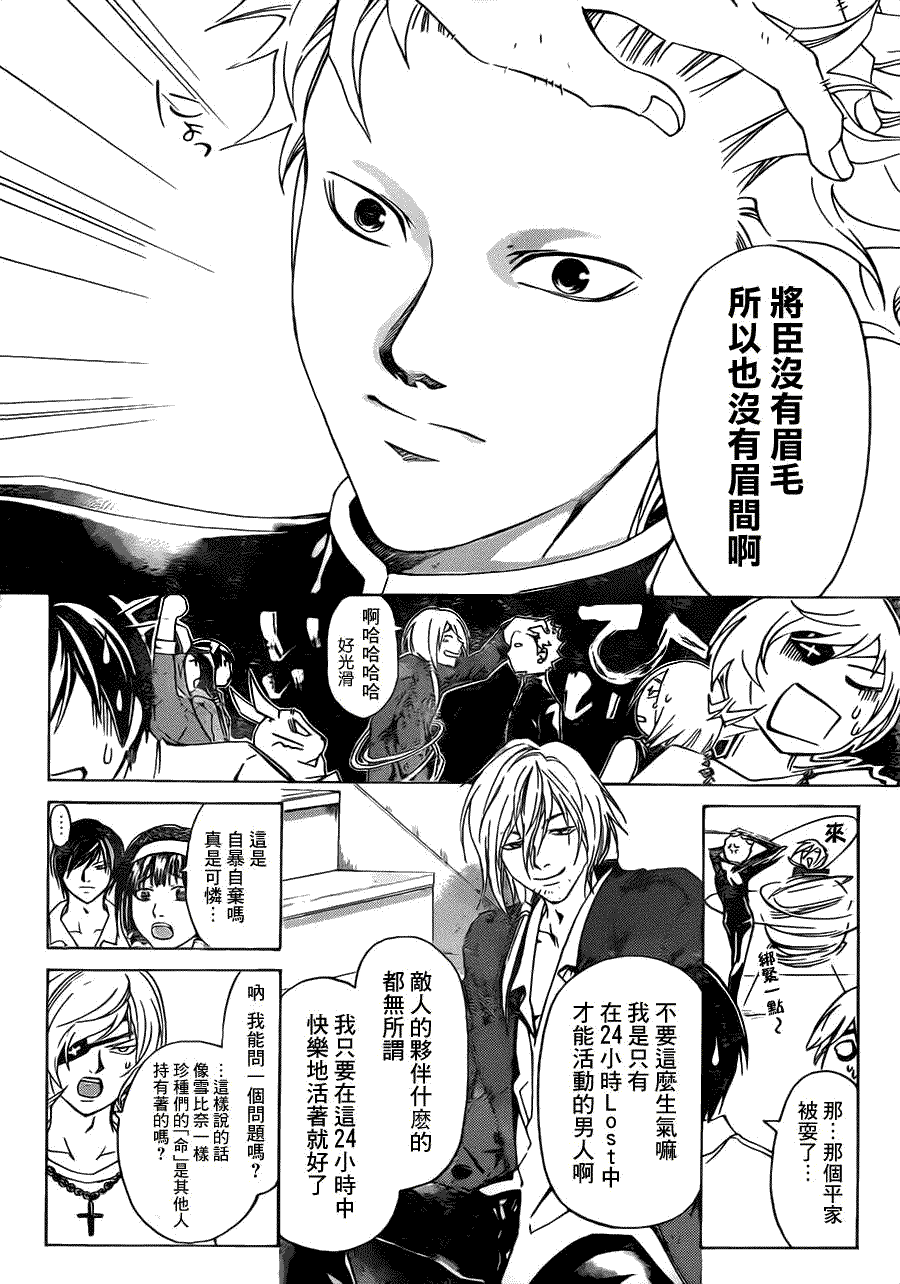 にょっ
將臣沒有眉毛
所以也沒有眉間啊
てへ
啊哈哈哈哈
好光滑
來
綁緊一點~
那…那個平家
被耍了…
不要這麼生氣嘛
我是只有
在24小時Lost中
才能活動的男人啊
敵人的夥伴什麽的
都無所謂
我只要在這24小時中
快樂地活著就好了
這是
自暴自棄嗎
真是可憐…
…
吶 我能問一個問題嗎?
…這樣說的話
像雪比奈一樣
珍種們的「命」是其他人
持有著的嗎?